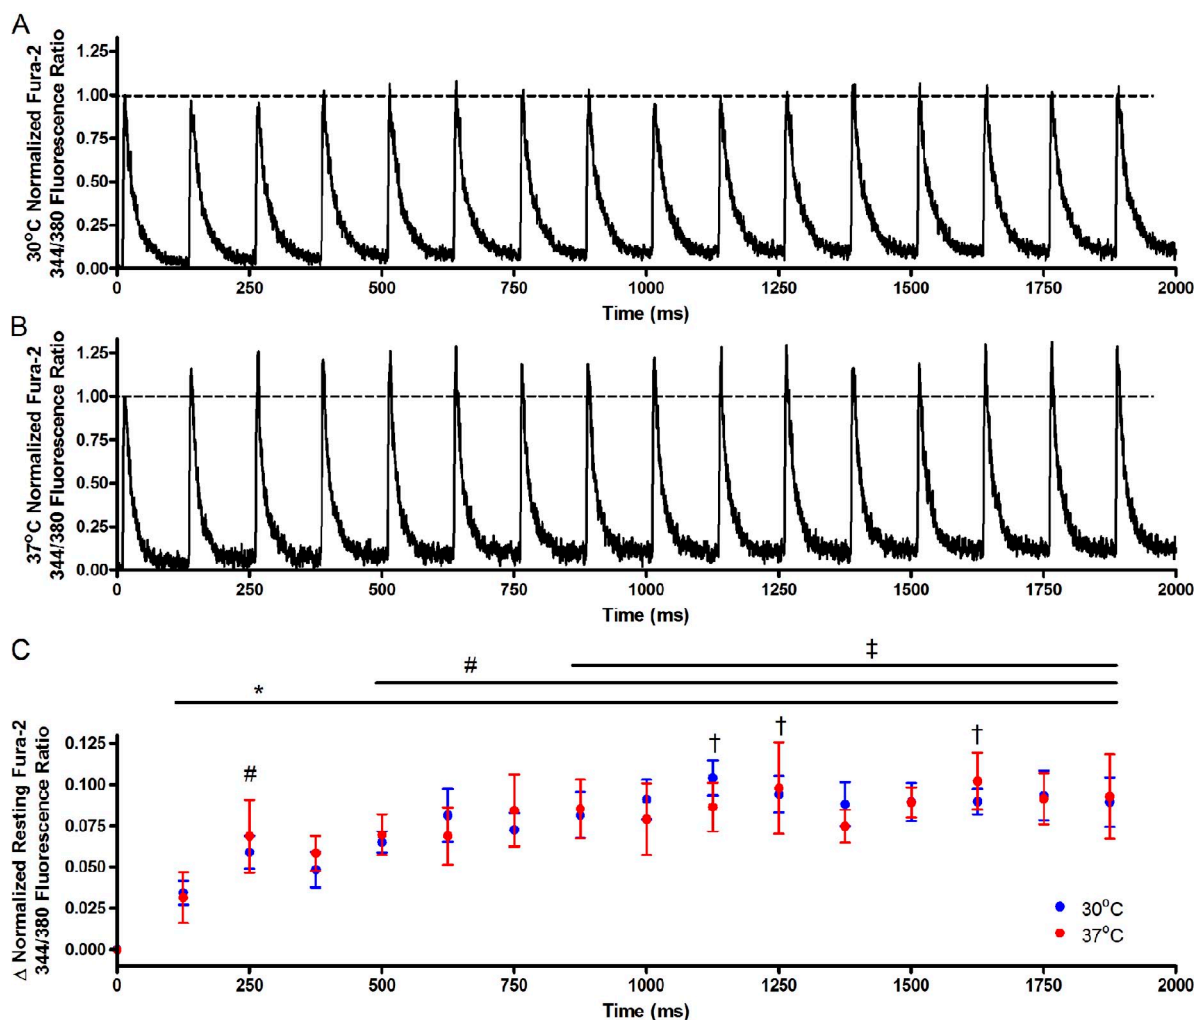 A
30°C Normalized Fura-2
344/380 Fluorescence Ratio
1.25
1.00
0.75
0.50
0.25
0.00
0 250 500 750 1000 1250 1500 1750 2000
Time (ms)
B
37°C Normalized Fura-2
344/380 Fluorescence Ratio
1.25
1.00
0.75
0.50
0.25
0.00
0 250 500 750 1000 1250 1500 1750 2000
Time (ms)
C
‡
#
*
† † †
#
Δ Normalized Resting Fura-2
344/380 Fluorescence Ratio
0.125
0.100
0.075
0.050
0.025
0.000
30°C
37°C
0 250 500 750 1000 1250 1500 1750 2000
Time (ms)